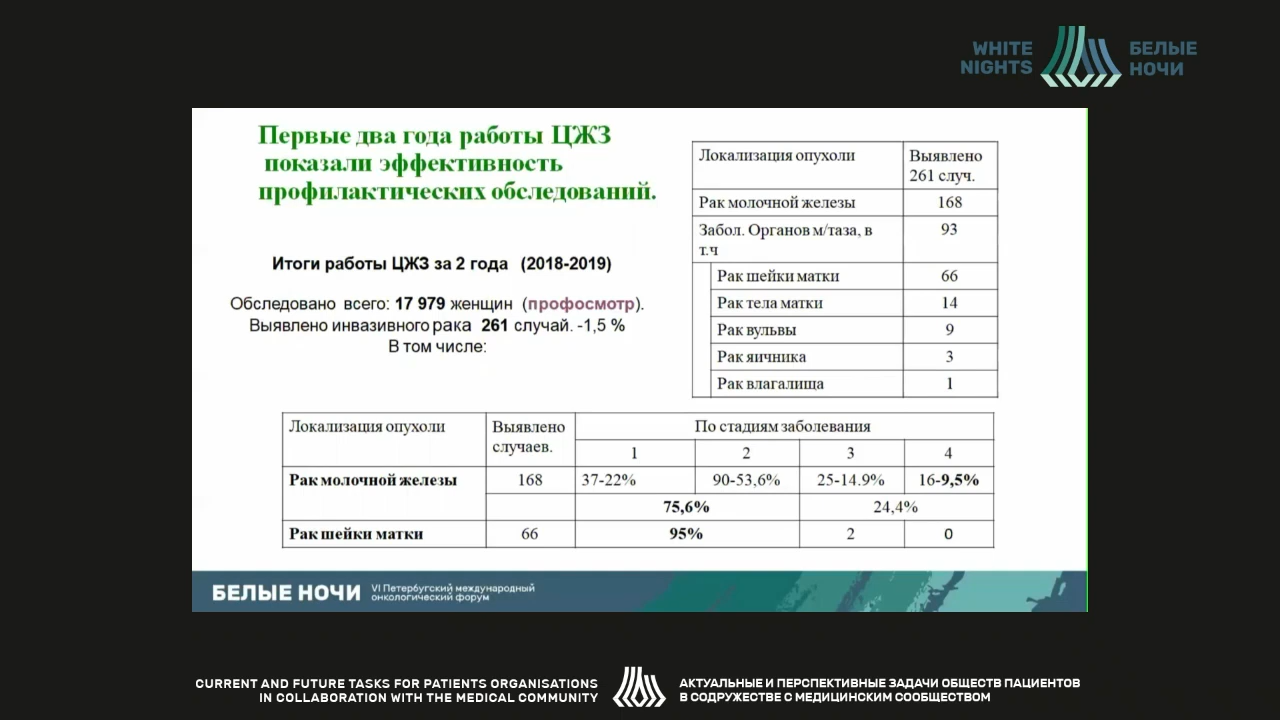 WHITE
NIGHTS
БЕЛЫЕ
НОЧИ
Первые два года работы ЦЖЗ
показали эффективность
профилактических обследований.
Итоги работы ЦЖЗ за 2 года (2018-2019)
Обследовано всего: 17 979 женщин (профосмотр).
Выявлено инвазивного рака 261 случай. -1,5 %
В том числе:
Локализация опухоли
Выявлено
261 случ.
Рак молочной железы 168
Забол. Органов м/таза, в 93
т.ч
Рак шейки матки 66
Рак тела матки 14
Рак вульвы 9
Рак яичника 3
Рак влагалища 1
Локализация опухоли
Выявлено
случаев.
По стадиям заболевания
1 2 3 4
Рак молочной железы 168 37-22% 90-53,6% 25-14.9% 16-9,5%
75,6% 24,4%
Рак шейки матки 66 95% 2 0
БЕЛЫЕ НОЧИ
VI Петербургский международный
онкологический форум
CURRENT AND FUTURE TASKS FOR PATIENTS ORGANISATIONS
IN COLLABORATION WITH THE MEDICAL COMMUNITY
АКТУАЛЬНЫЕ И ПЕРСПЕКТИВНЫЕ ЗАДАЧИ ОБЩЕСТВ ПАЦИЕНТОВ
В СОДРУЖЕСТВЕ С МЕДИЦИНСКИМ СООБЩЕСТВОМ